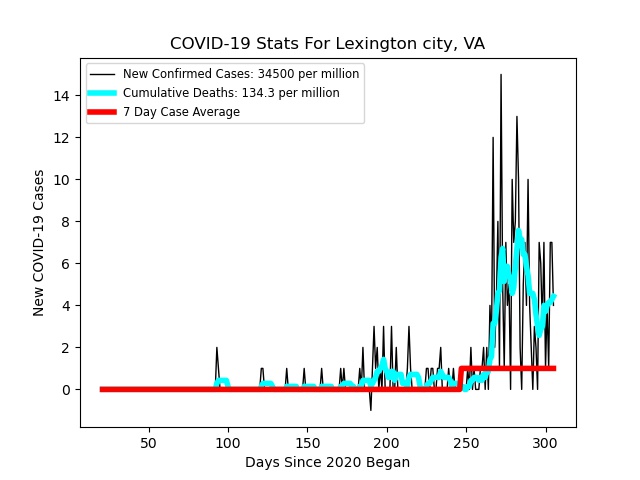 COVID-19 Stats For Lexington city, VA
New Confirmed Cases: 34500 per million
Cumulative Deaths: 134.3 per million
7 Day Case Average
14
12
10
8
6
4
2
0
New COVID-19 Cases
50 100 150 200 250 300
Days Since 2020 Began